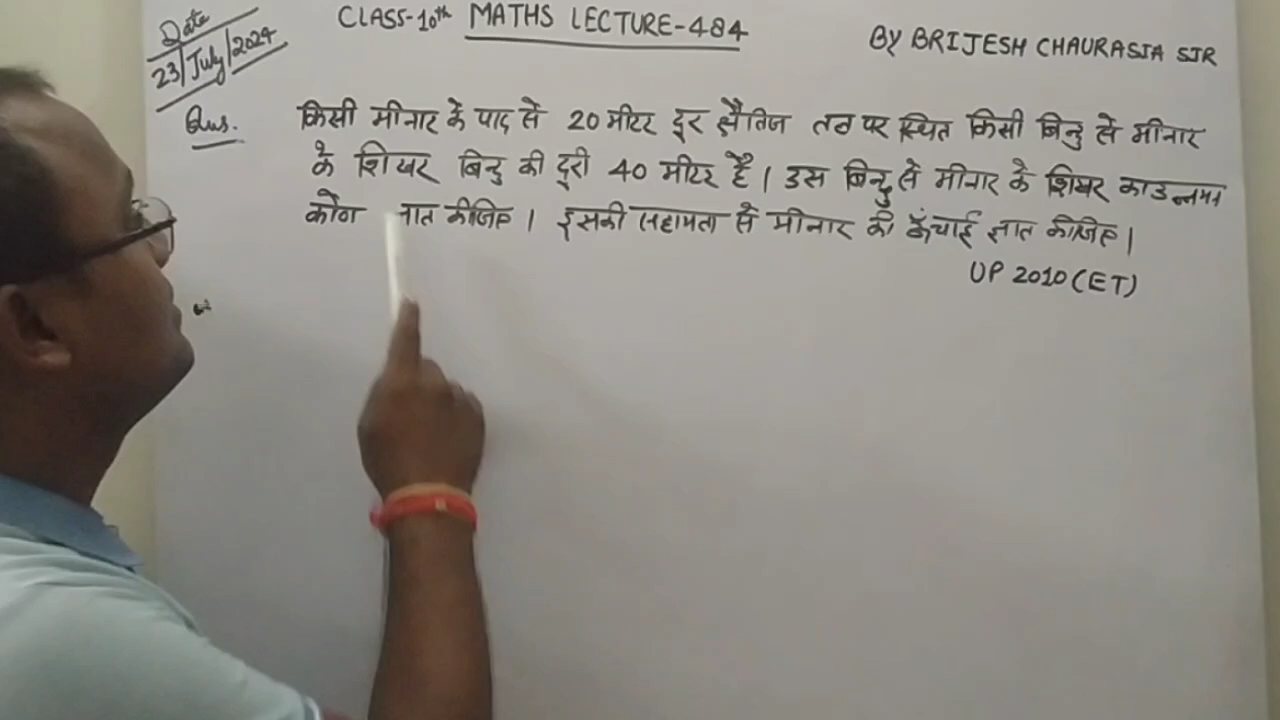 Date
23/July/2024
CLASS-10th MATHS LECTURE-484
BY BRIJESH CHAURASIA SIR
Qus.
किसी मीनार के पाद से 20 मीटर दूर क्षैतिज तल पर स्थित किसी बिन्दु से मीनार
के शिखर बिन्दु की दूरी 40 मीटर है। उस बिन्दु से मीनार के शिखर का उन्नयन
कोण ज्ञात कीजिए। इसकी सहायता से मीनार की ऊँचाई ज्ञात कीजिए।
UP 2010 (ET)